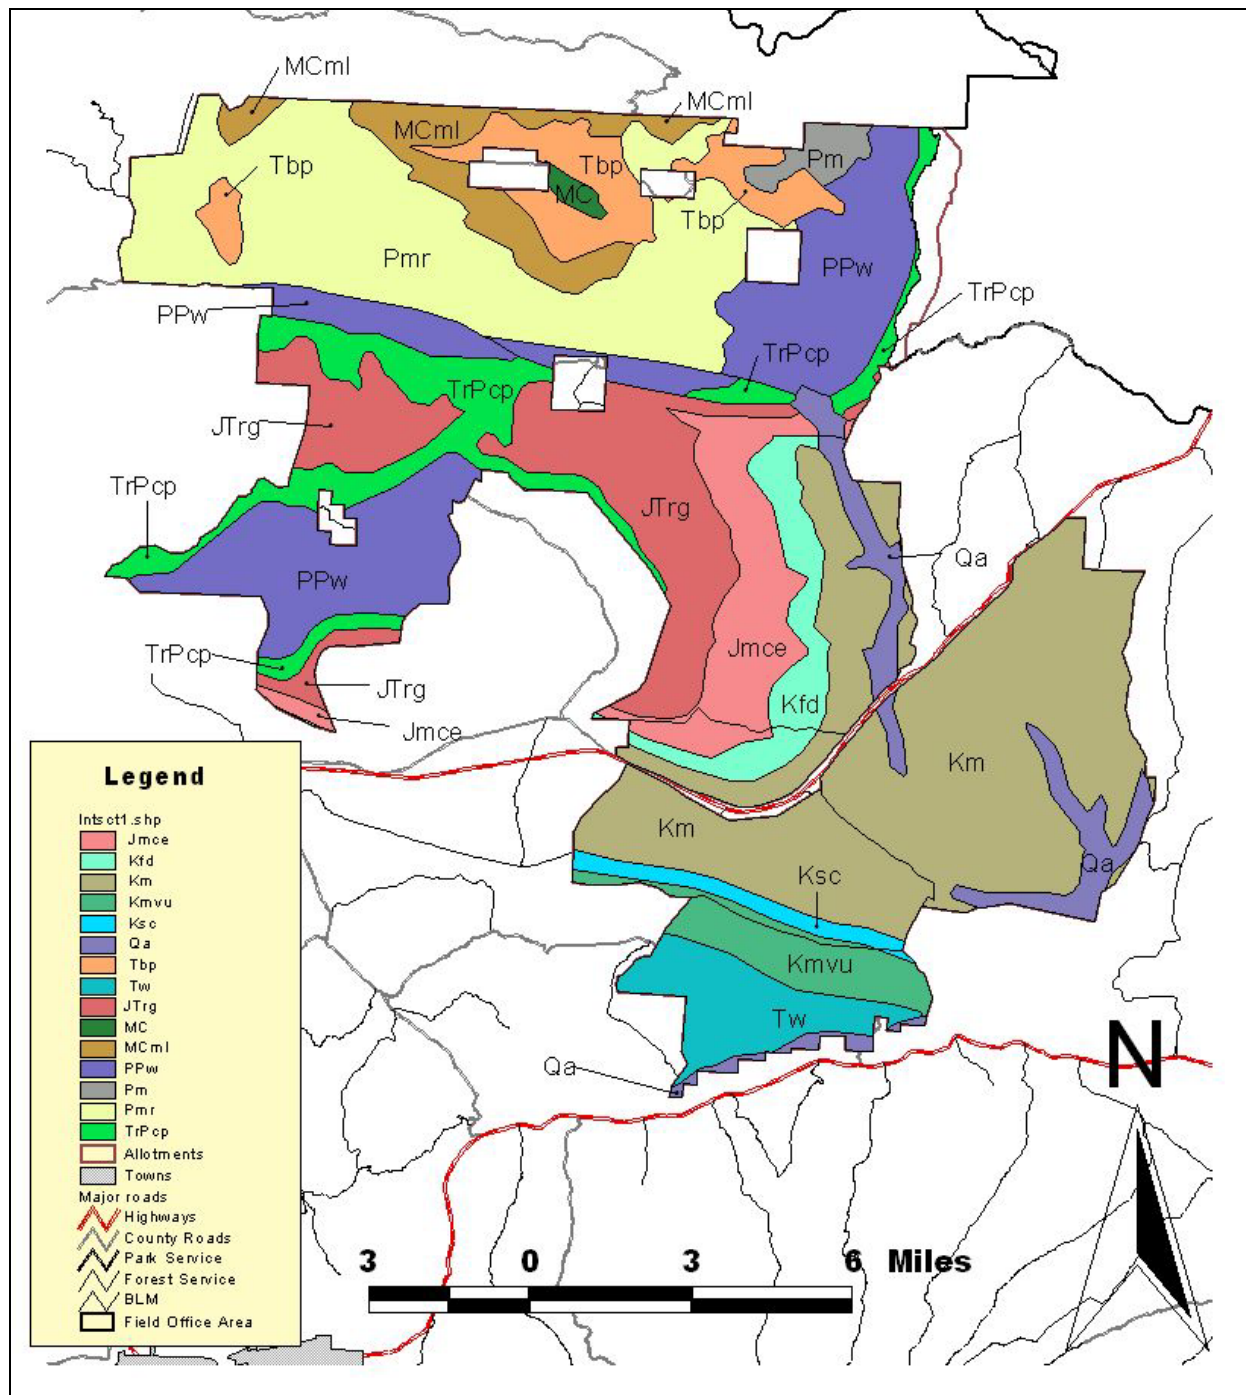 MCml
MCml
MCml
Tbp
Tbp
Pm
MC
Tbp
Pmr
PPw
TrPcp
PPw
TrPcp
TrPcp
JTrg
TrPcp
JTrg
Qa
PPw
TrPcp
Jmce
JTrg
Kfd
Jmce
Km
Km
Ksc
Qa
Kmvu
Tw
Qa
Legend
Intsct1.shp
Jmce
Kfd
Km
Kmvu
Ksc
Qa
Tbp
Tw
JTrg
MC
MCml
PPw
Pm
Pmr
TrPcp
Allotments
Towns
Major roads
Highways
County Roads
Park Service
Forest Service
BLM
Field Office Area
N
3 0 3 6 Miles